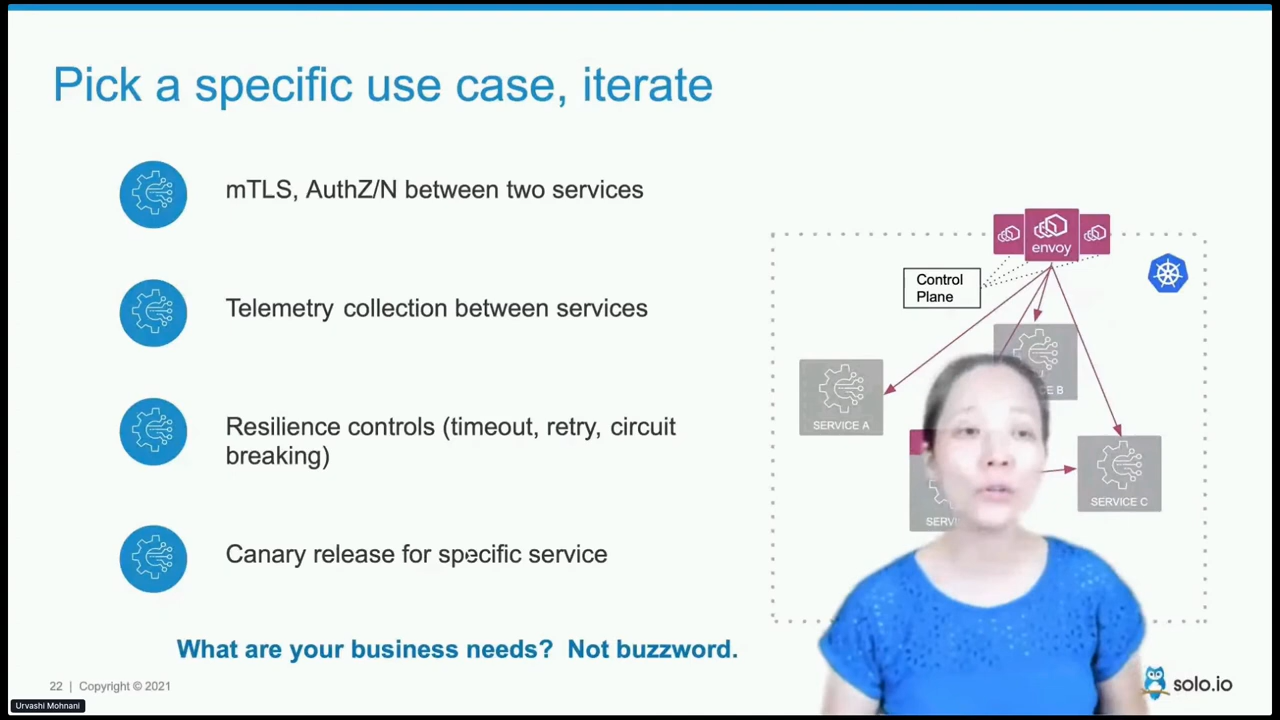 Pick a specific use case, iterate
mTLS, AuthZ/N between two services
Telemetry collection between services
Resilience controls (timeout, retry, circuit
breaking)
Canary release for specific service
What are your business needs? Not buzzword.
envoy
Control
Plane
CE B
SERVICE A
SERVICE C
SERV
22 | Copyright © 2021
solo.io
Urvashi Mohnani